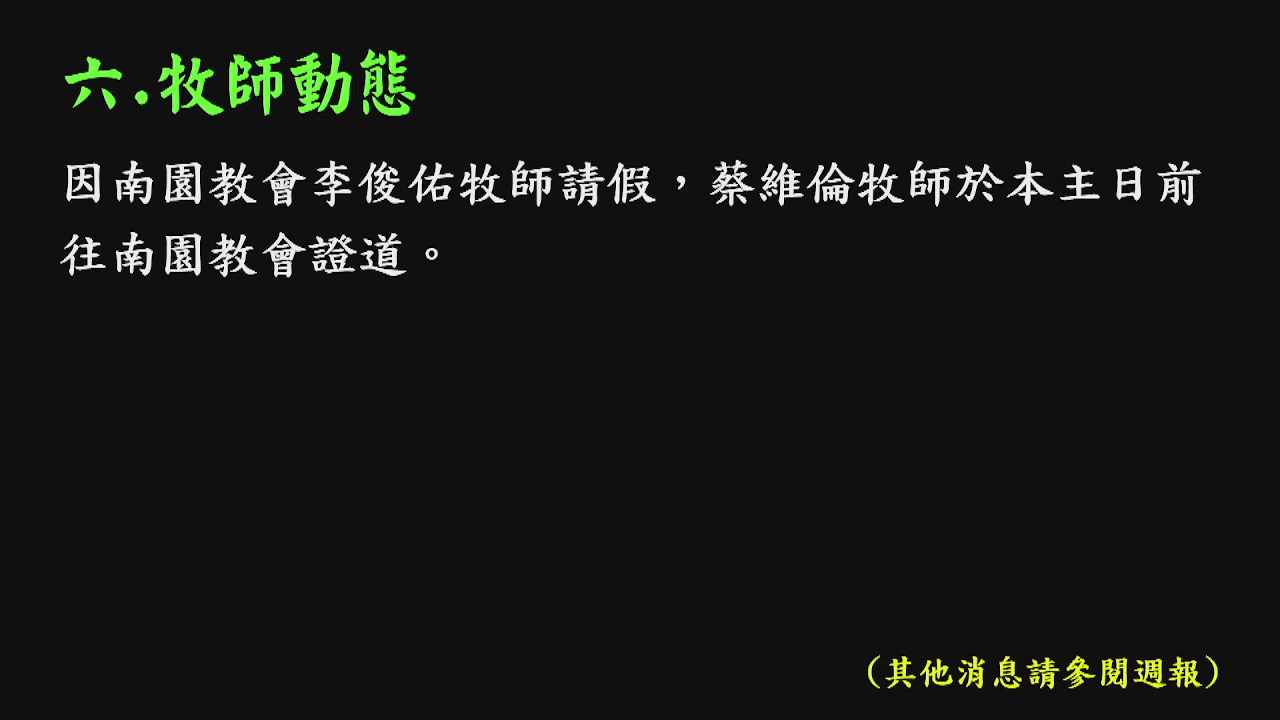 六.牧師動態
因南園教會李俊佑牧師請假，蔡維倫牧師於本主日前
往南園教會證道。
（其他消息請參閱週報）